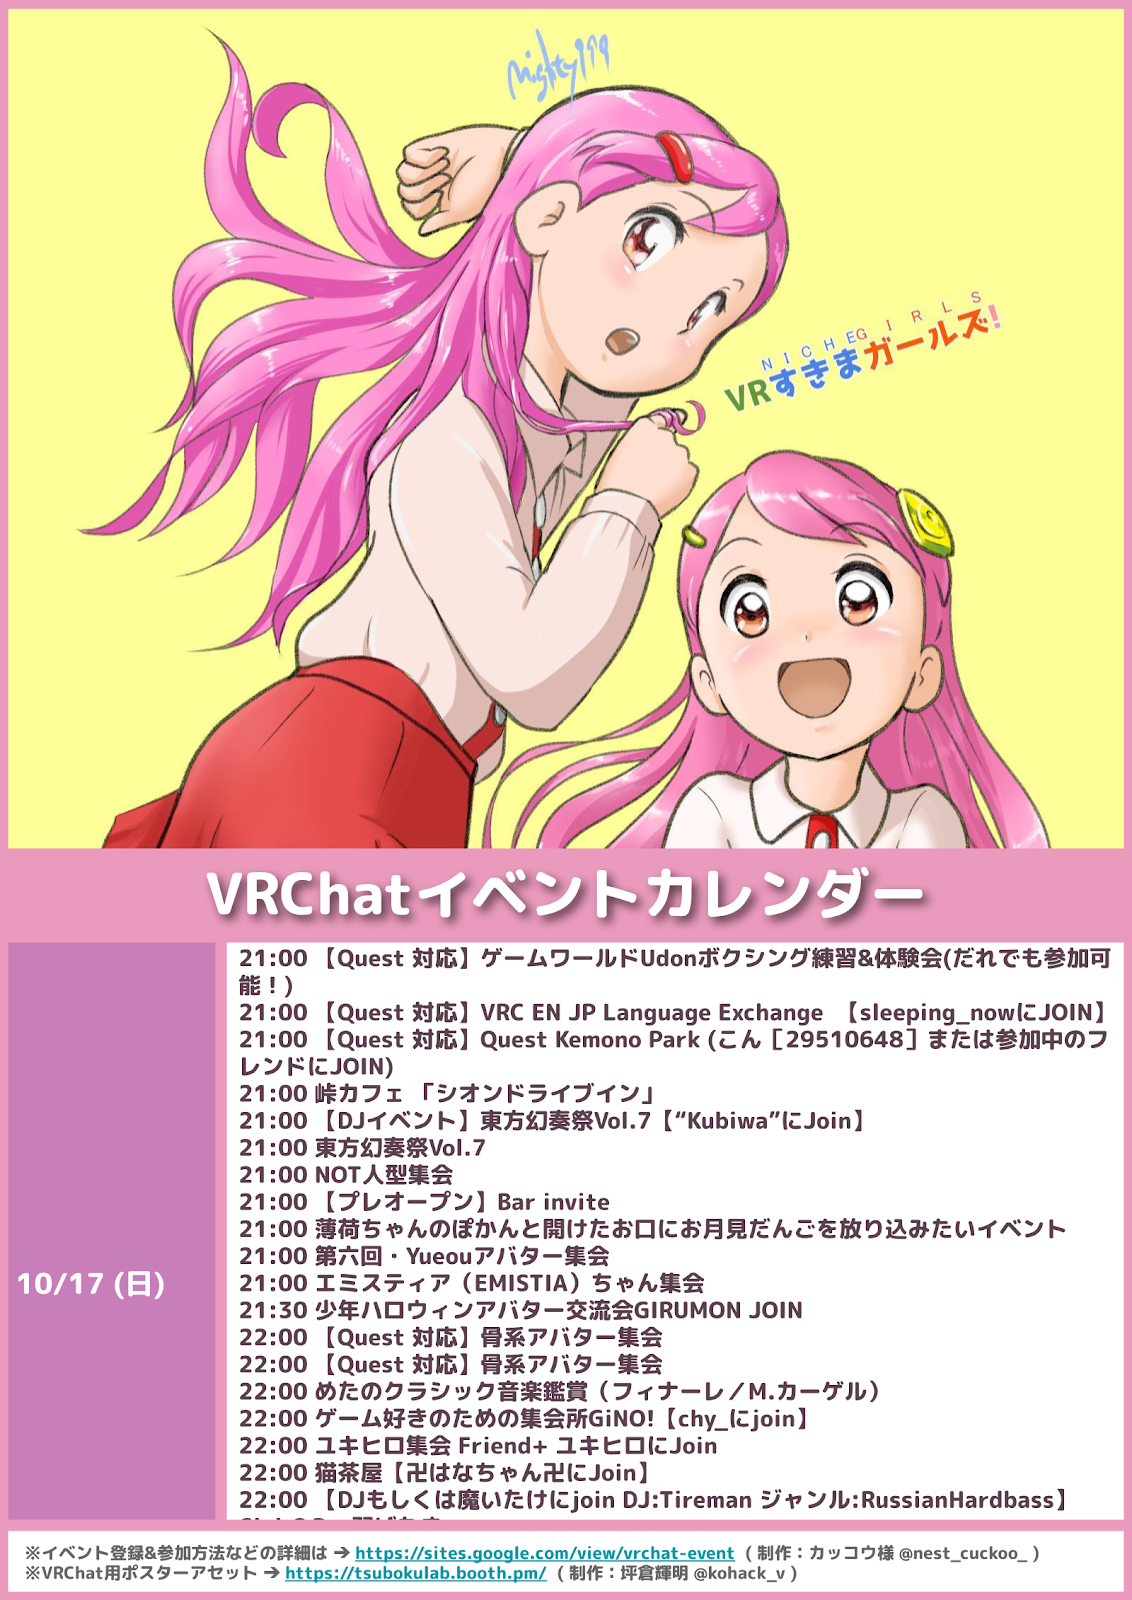 mighty199
NICHE GIRLS
VRすきまガールズ!
VRChatイベントカレンダー
10/17 (日)
21:00 【Quest 対応】ゲームワールドUdonボクシング練習&体験会(だれでも参加可
能！)
21:00 【Quest 対応】VRC EN JP Language Exchange 【sleeping_nowにJOIN】
21:00 【Quest 対応】Quest Kemono Park (こん［29510648］または参加中のフ
レンドにJOIN)
21:00 峠カフェ 「シオンドライブイン」
21:00 【DJイベント】東方幻奏祭Vol.7【“Kubiwa”にJoin】
21:00 東方幻奏祭Vol.7
21:00 NOT人型集会
21:00 【プレオープン】Bar invite
21:00 薄荷ちゃんのぽかんと開けたお口にお月見だんごを放り込みたいイベント
21:00 第六回・Yueouアバター集会
21:00 エミスティア（EMISTIA）ちゃん集会
21:30 少年ハロウィンアバター交流会GIRUMON JOIN
22:00 【Quest 対応】骨系アバター集会
22:00 【Quest 対応】骨系アバター集会
22:00 めたのクラシック音楽鑑賞（フィナーレ／M.カーゲル）
22:00 ゲーム好きのための集会所GiNO!【chy_にjoin】
22:00 ユキヒロ集会 Friend+ ユキヒロにJoin
22:00 猫茶屋【卍はなちゃん卍にJoin】
22:00 【DJもしくは魔いたけにjoin DJ:Tireman ジャンル:RussianHardbass】
※イベント登録&参加方法などの詳細は → https://sites.google.com/view/vrchat-event ( 制作：カッコウ様 @nest_cuckoo_ )
※VRChat用ポスターアセット → https://tsubokulab.booth.pm/ ( 制作：坪倉輝明 @kohack_v )